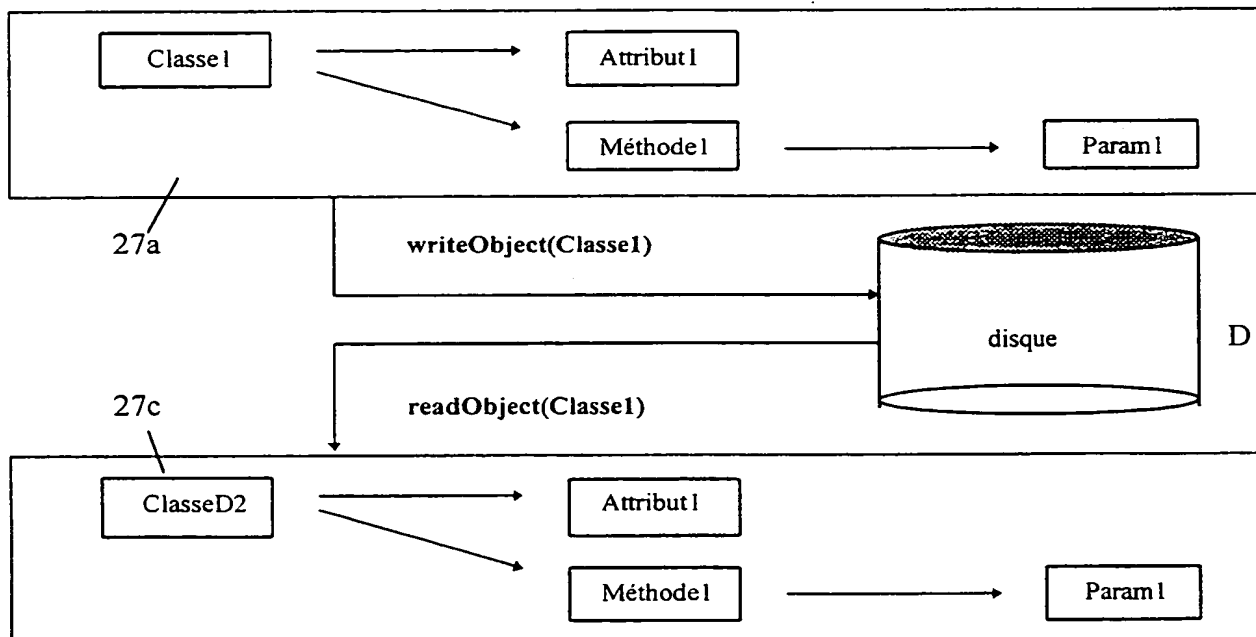 Classe1
Attribut1
Méthode1
Param1
27a
writeObject(Classe1)
disque
D
27c
readObject(Classe1)
ClasseD2
Attribut1
Méthode1
Param1